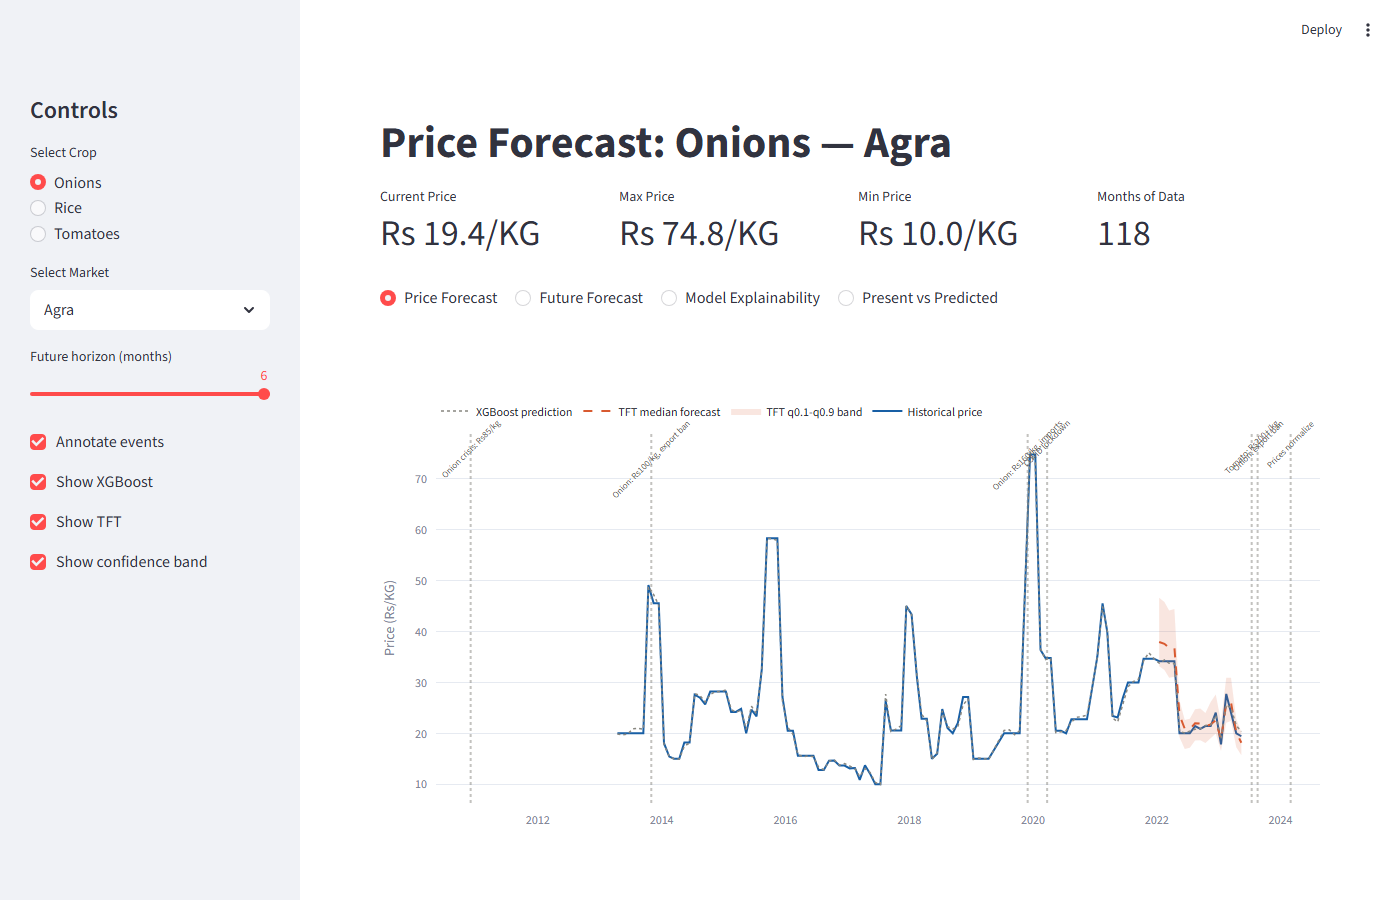 Deploy
Controls
Select Crop
Onions
Rice
Tomatoes
Select Market
Agra
Future horizon (months)
6
Annotate events
Show XGBoost
Show TFT
Show confidence band
Price Forecast: Onions — Agra
Current Price
Rs 19.4/KG
Max Price
Rs 74.8/KG
Min Price
Rs 10.0/KG
Months of Data
118
Price Forecast
Future Forecast
Model Explainability
Present vs Predicted
XGBoost prediction
TFT median forecast
TFT q0.1-q0.9 band
Historical price
Onion crisis: Rs85/kg
Onion: Rs100/kg, export ban
Onion: imports
lockdown
export ban
Prices normalize
Price (Rs/KG)
70
60
50
40
30
20
10
2012
2014
2016
2018
2020
2022
2024